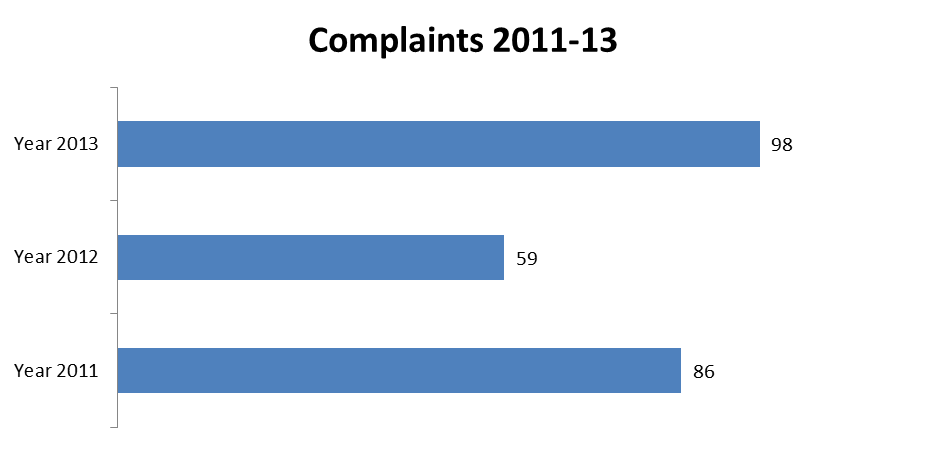 Complaints 2011-13
Year 2013
98
Year 2012
59
Year 2011
86